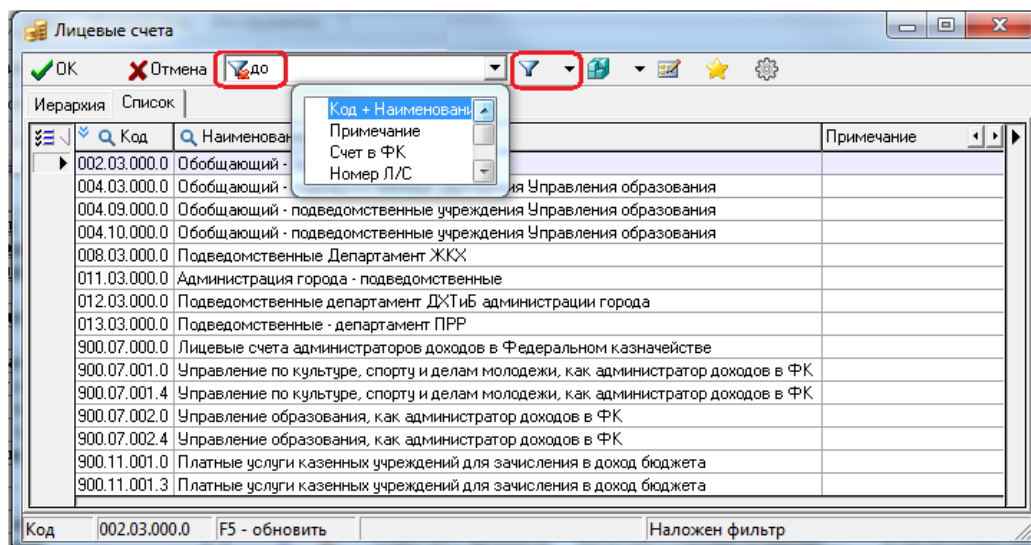 Лицевые счета
OK Отмена до
Иерархия Список
Код + Наименовани
Примечание
Счет в ФК
Номер Л/С
Код Наименован Примечание
002.03.000.0 Обобщающий -
004.03.000.0 Обобщающий - ия Управления образования
004.09.000.0 Обобщающий - подведомственные учреждения Управления образования
004.10.000.0 Обобщающий - подведомственные учреждения Управления образования
008.03.000.0 Подведомственные Департамент ЖКХ
011.03.000.0 Администрация города - подведомственные
012.03.000.0 Подведомственные департамент ДХТиБ администрации города
013.03.000.0 Подведомственные - департамент ПРР
900.07.000.0 Лицевые счета администраторов доходов в Федеральном казначействе
900.07.001.0 Управление по культуре, спорту и делам молодежи, как администратор доходов в ФК
900.07.001.4 Управление по культуре, спорту и делам молодежи, как администратор доходов в ФК
900.07.002.0 Управление образования, как администратор доходов в ФК
900.07.002.4 Управление образования, как администратор доходов в ФК
900.11.001.0 Платные услуги казенных учреждений для зачисления в доход бюджета
900.11.001.3 Платные услуги казенных учреждений для зачисления в доход бюджета
Код 002.03.000.0 F5 - обновить Наложен фильтр